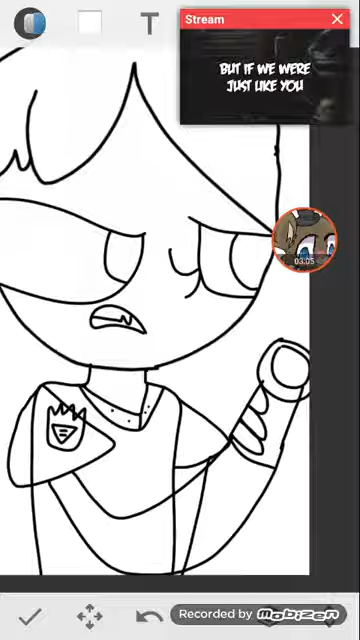 T
Stream
BUT IF WE WERE
JUST LIKE YOU
03:05
Recorded by Mobizen